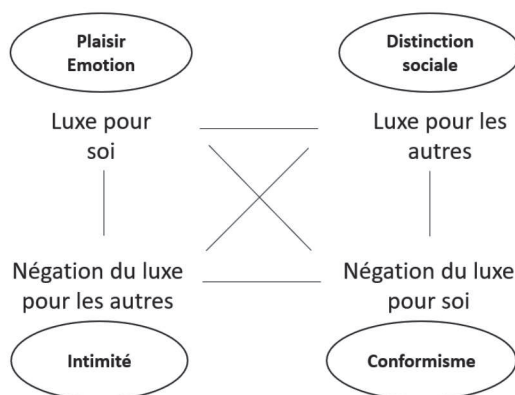 Plaisir
Emotion
Distinction
sociale
Luxe pour
soi
Luxe pour les
autres
Négation du luxe
pour les autres
Négation du luxe
pour soi
Intimité
Conformisme